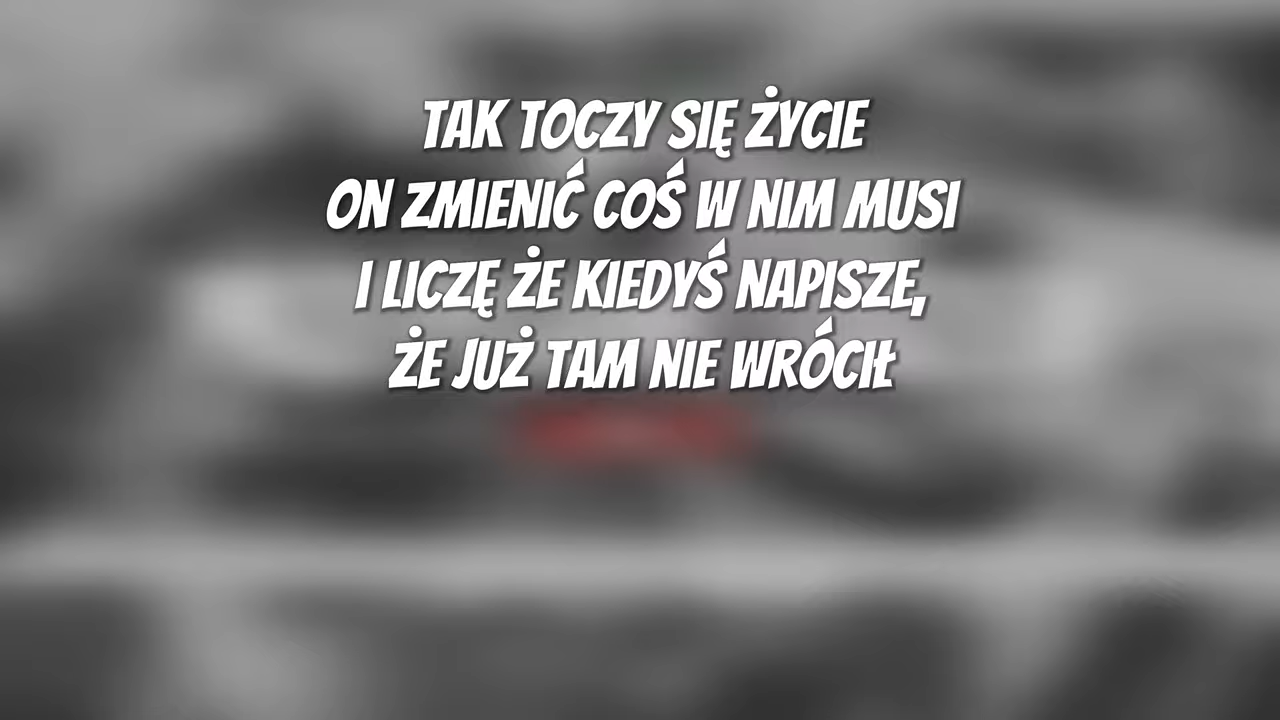 TAK TOCZY SIĘ ŻYCIE
ON ZMIENIĆ COŚ W NIM MUSI
I LICZĘ ŻE KIEDYŚ NAPISZE,
ŻE JUŻ TAM NIE WRÓCIŁ